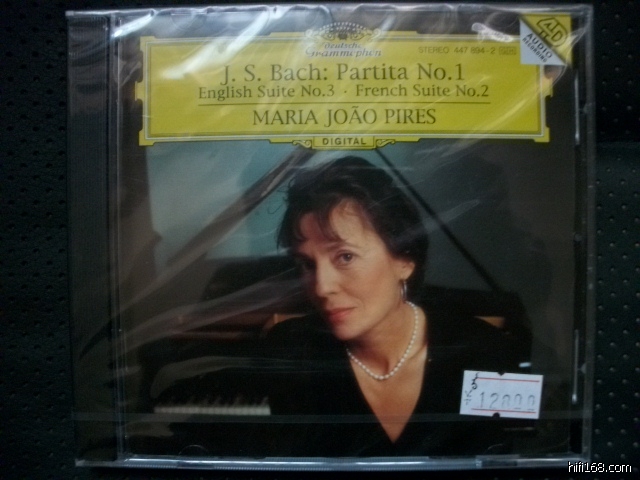 Deutsche
Grammophon
STEREO 447 894-2
4D
AUDIO
RECORDING
J. S. Bach: Partita No. 1
English Suite No. 3 · French Suite No. 2
MARIA JOÃO PIRES
DIGITAL
12800
hifi168.com